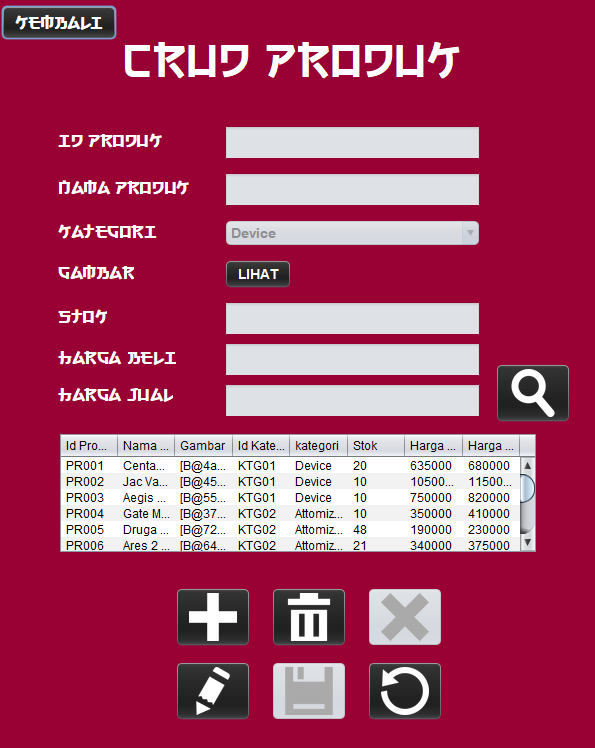 KEMBALI
CRUD PRODUK
ID PRODUK
NAMA PRODUK
KATEGORI Device
GAMBAR LIHAT
STOK
HARGA BELI
HARGA JUAL
Id Pro... Nama ... Gambar Id Kate... kategori Stok Harga ... Harga ...
PR001 Centa... [B@4a... KTG01 Device 20 635000 680000
PR002 Jac Va... [B@45... KTG01 Device 10 10500... 11500...
PR003 Aegis ... [B@55... KTG01 Device 10 750000 820000
PR004 Gate M... [B@37... KTG02 Attomiz... 10 350000 410000
PR005 Druga ... [B@72... KTG02 Attomiz... 48 190000 230000
PR006 Ares 2 ... [B@64... KTG02 Attomiz... 21 340000 375000